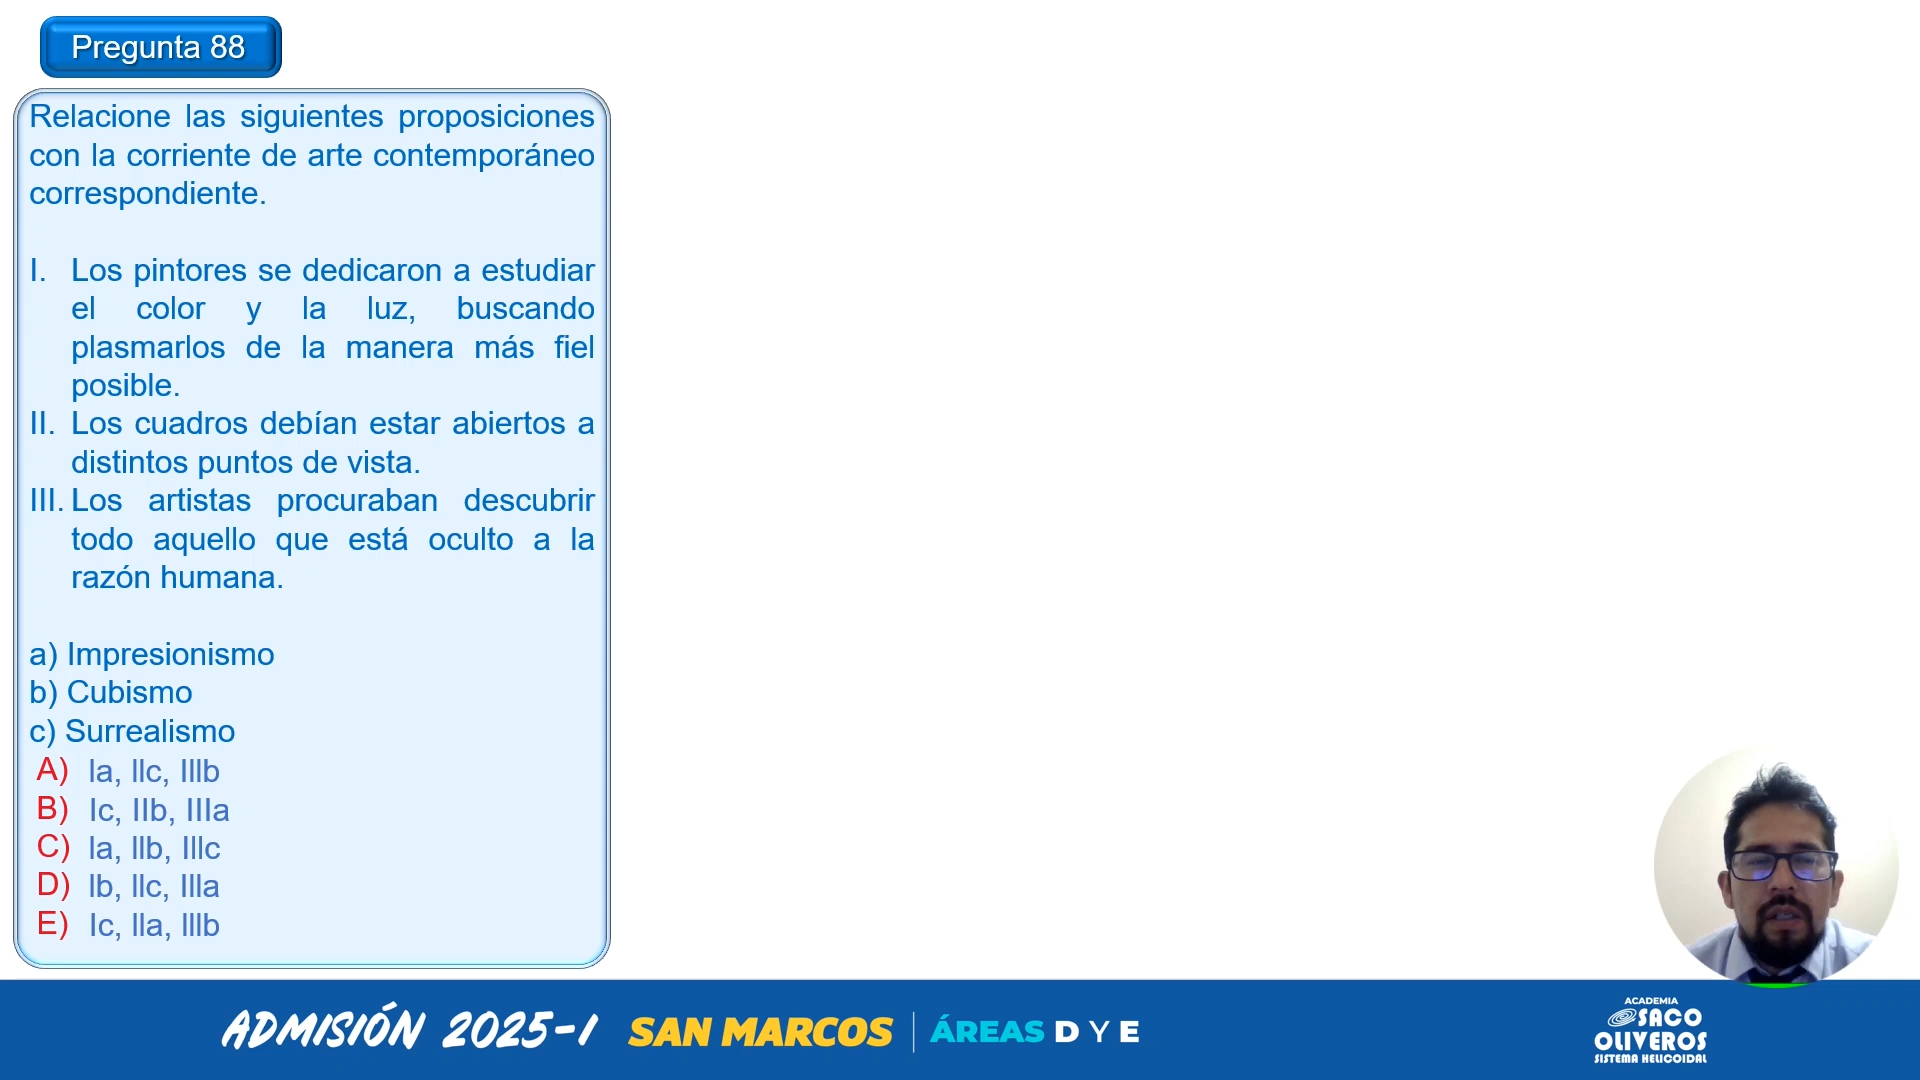 Pregunta 88
Relacione las siguientes proposiciones
con la corriente de arte contemporáneo
correspondiente.
I. Los pintores se dedicaron a estudiar
el color y la luz, buscando
plasmarlos de la manera más fiel
posible.
II. Los cuadros debían estar abiertos a
distintos puntos de vista.
III. Los artistas procuraban descubrir
todo aquello que está oculto a la
razón humana.
a) Impresionismo
b) Cubismo
c) Surrealismo
A) Ia, IIc, IIIb
B) Ic, IIb, IIIa
C) Ia, IIb, IIIc
D) Ib, IIc, IIIa
E) Ic, IIa, IIIb
ADMISIÓN 2025-I SAN MARCOS | ÁREAS D Y E
ACADEMIA
SACO
OLIVEROS
SISTEMA HELICOIDAL